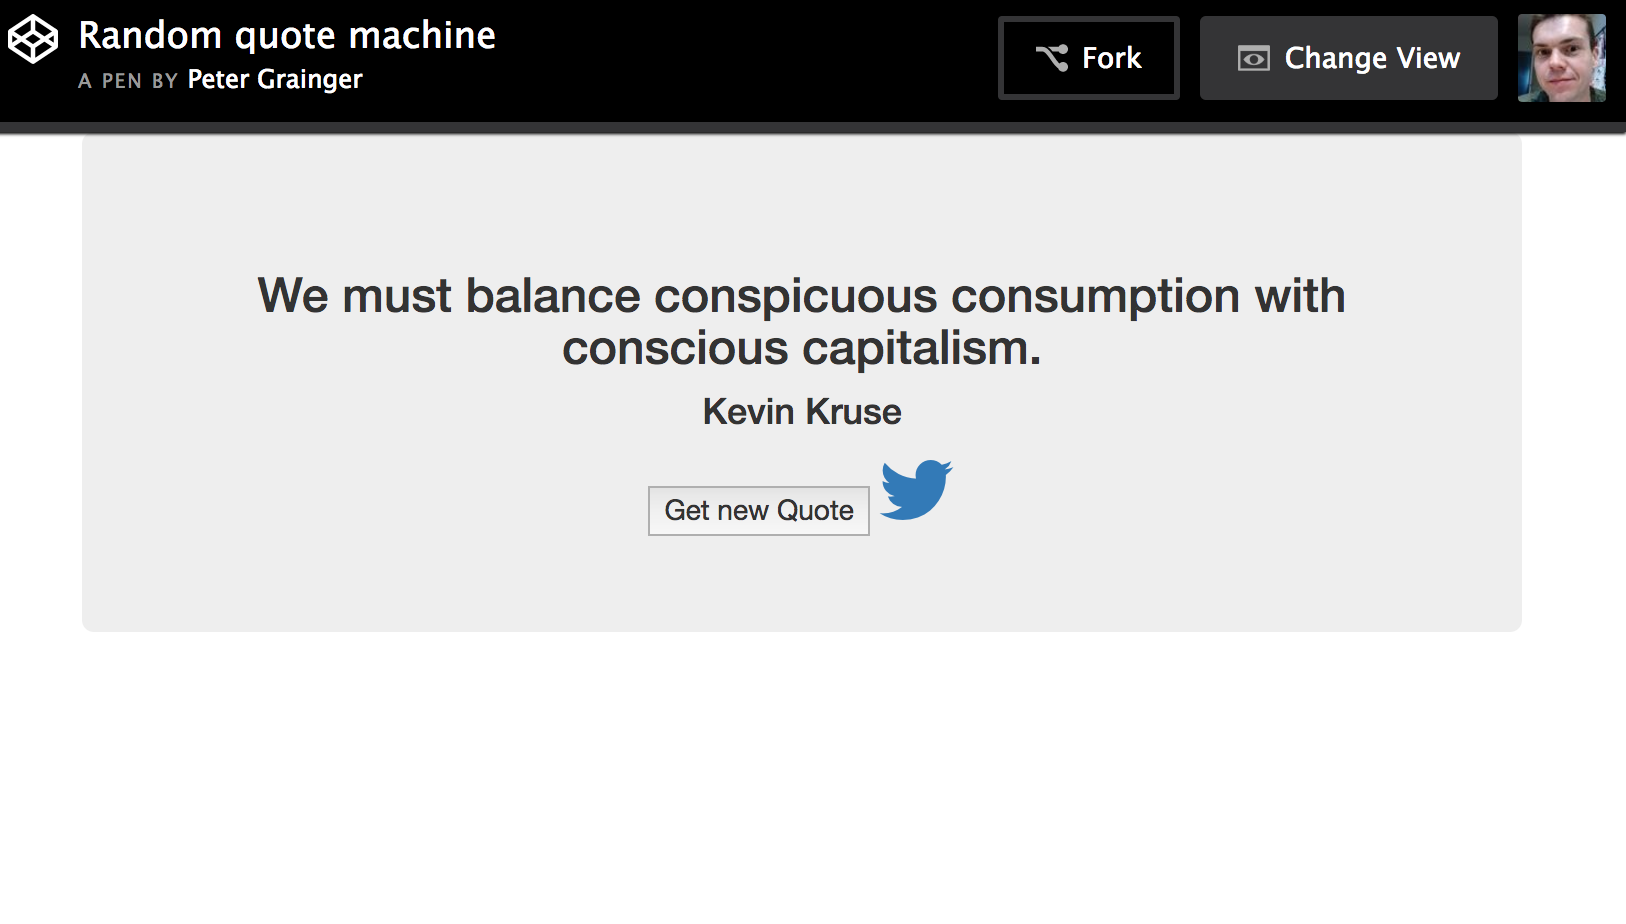 Random quote machine
A PEN BY Peter Grainger
Fork
Change View
We must balance conspicuous consumption with
conscious capitalism.
Kevin Kruse
Get new Quote